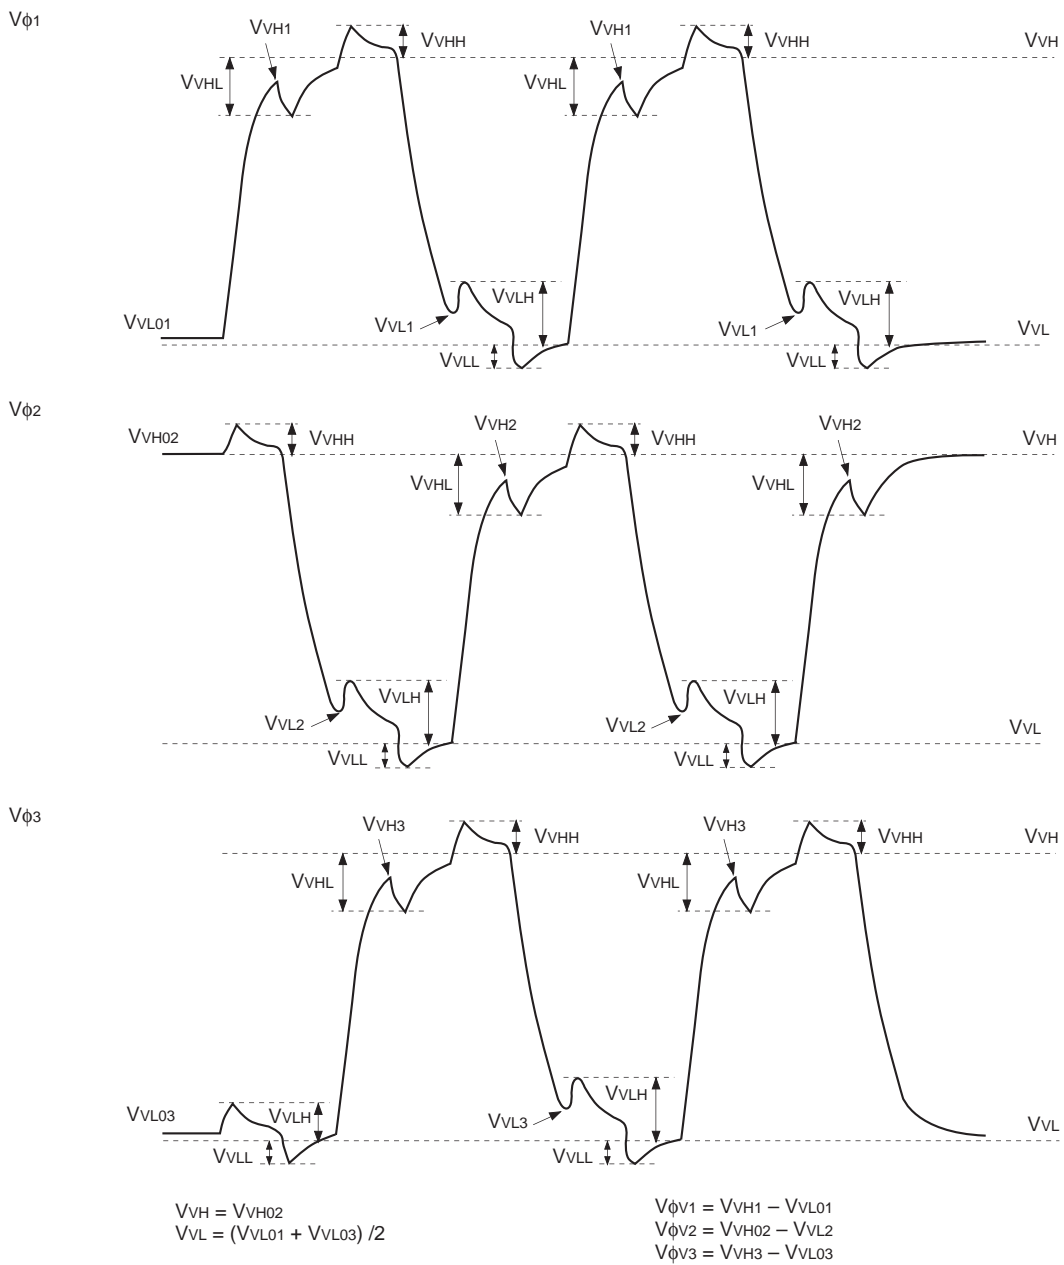 Vϕ1
VVH1
VVHH
VVH1
VVHH
VVH
VVHL
VVHL
VVL01
VVL1
VVLH
VVLL
VVL1
VVLH
VVLL
VVL
Vϕ2
VVH02
VVHH
VVH2
VVHH
VVH2
VVH
VVHL
VVHL
VVL2
VVLH
VVLL
VVL2
VVLH
VVLL
VVL
Vϕ3
VVH3
VVHH
VVH3
VVHH
VVH
VVHL
VVHL
VVL03
VVLH
VVLL
VVL3
VVLH
VVLL
VVL
VVH = VVH02
VVL = (VVL01 + VVL03) /2
VϕV1 = VVH1 – VVL01
VϕV2 = VVH02 – VVL2
VϕV3 = VVH3 – VVL03